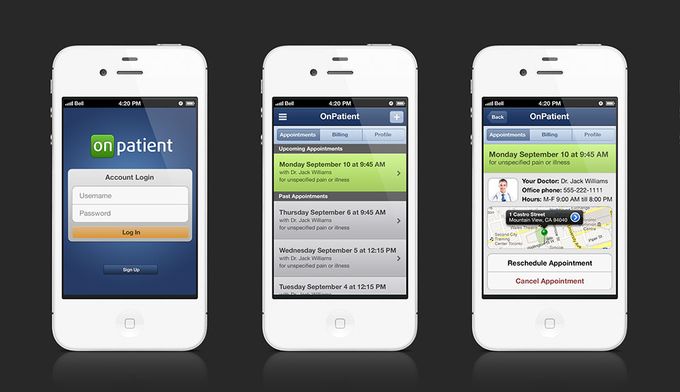 Bell 4:20 PM
on patient
Account Login
Username
Password
Log In
Sign Up
Bell 4:20 PM
OnPatient
Appointments Billing Profile
Upcoming Appointments
Monday September 10 at 9:45 AM
with Dr. Jack Williams
for unspecified pain or illness
Past Appointments
Thursday September 6 at 9:45 AM
with Dr. Jack Williams
for unspecified pain or illness
Wednesday September 5 at 12:15 PM
with Dr. Jack Williams
for unspecified pain or illness
Tuesday September 4 at 12:15 PM
with Dr. Jack Williams
Bell 4:20 PM
Back OnPatient
Appointments Billing Profile
Monday September 10 at 9:45 AM
for unspecified pain or illness
Your Doctor: Dr. Jack Williams
Office phone: 555-222-1111
Hours: M-F 9:00 AM till 8:00 PM
1 Castro Street
Mountain View, CA 94040
Second City
Training Center
Toronto
Piper St
Reschedule Appointment
Cancel Appointment